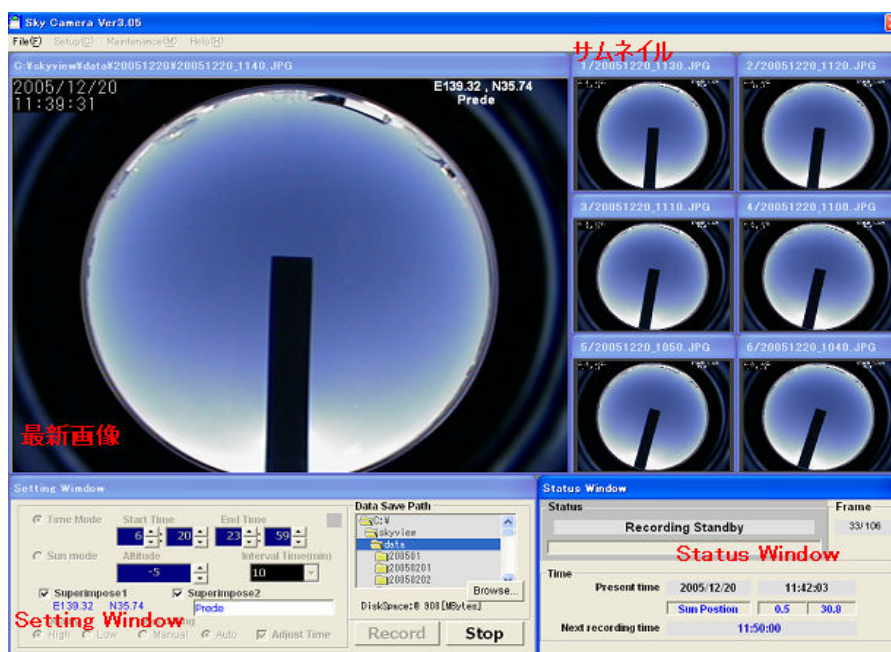 Sky Camera Ver3.05
File(F) Setup(C) Maintenance(M) Help(H)
C:¥skyview¥data¥20051220¥20051220_1140.JPG
2005/12/20
11:39:31
E139.32 , N35.74
Prede
最新画像
サムネイル
1/20051220_1130.JPG
2/20051220_1120.JPG
3/20051220_1110.JPG
4/20051220_1100.JPG
5/20051220_1050.JPG
6/20051220_1040.JPG
Setting Window
Time Mode
Start Time
End Time
6 : 20
23 : 59
Sun mode
Altitude
Interval Time(min)
-5
10
Superimpose1
Superimpose2
E139.32 N35.74
Prede
Setting Window
High
Low
Manual
Auto
Adjust Time
Data Save Path
C:¥
skyview
data
200501
20050201
20050202
Browse...
DiskSpace:@ 908[MBytes]
Record
Stop
Status Window
Status
Recording Standby
Frame
33/106
Status Window
Time
Present time
2005/12/20
11:42:03
Sun Postion
0.5
30.8
Next recording time
11:50:00